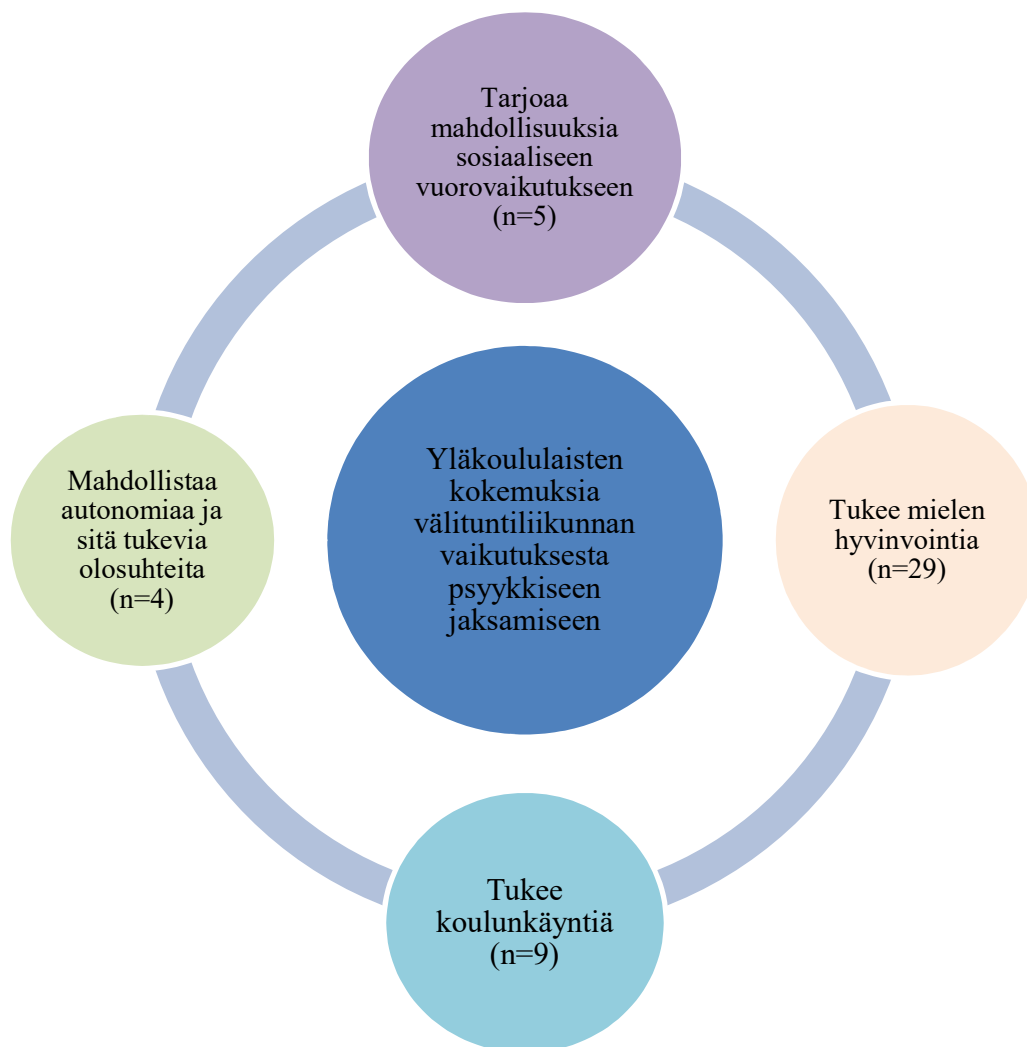 Tarjoaa
mahdollisuuksia
sosiaaliseen
vuorovaikutukseen
(n=5)
Mahdollistaa
autonomiaa ja
sitä tukevia
olosuhteita
(n=4)
Yläkoululaisten
kokemuksia
välituntiliikunnan
vaikutuksesta
psyykkiseen
jaksamiseen
Tukee mielen
hyvinvointia
(n=29)
Tukee
koulunkäyntiä
(n=9)